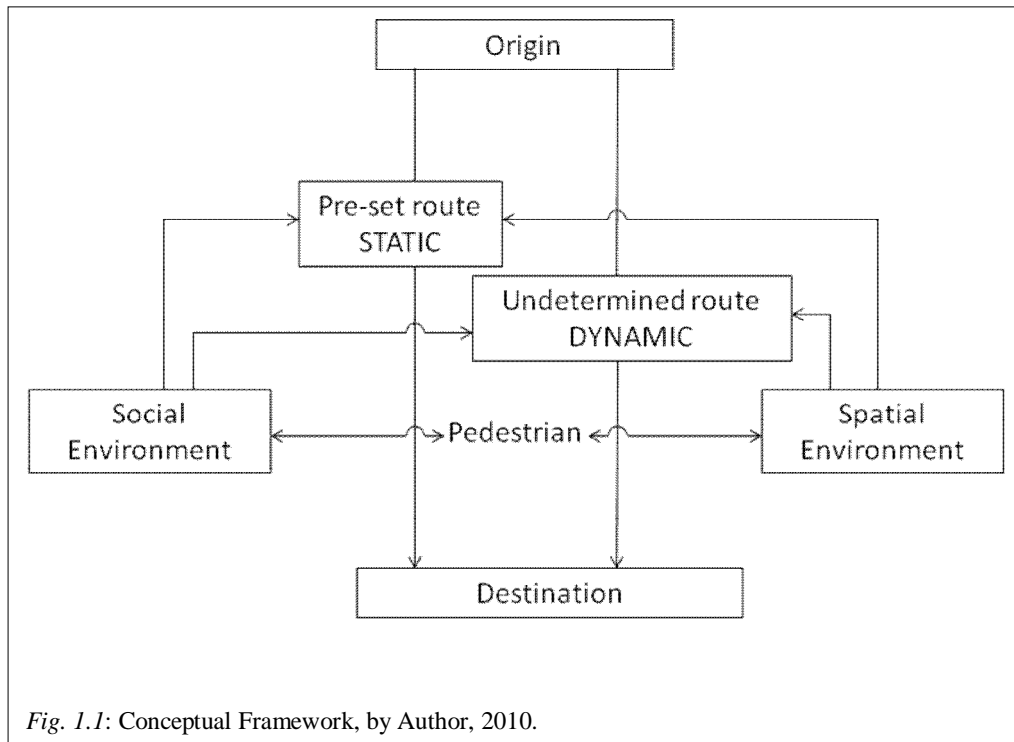 Origin
Pre-set route
STATIC
Undetermined route
DYNAMIC
Social
Environment
Pedestrian
Spatial
Environment
Destination
Fig. 1.1: Conceptual Framework, by Author, 2010.